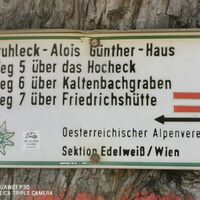 uhleck-Alois Günther-Haus
eg 5 über das Hocheck
eg 6 über Kaltenbachgraben
eg 7 über Friedrichshütte
Oesterreichischer Alpenvere
Sektion Edelweiß/Wien
HUAWEI P30
LEICA TRIPLE CAMERA